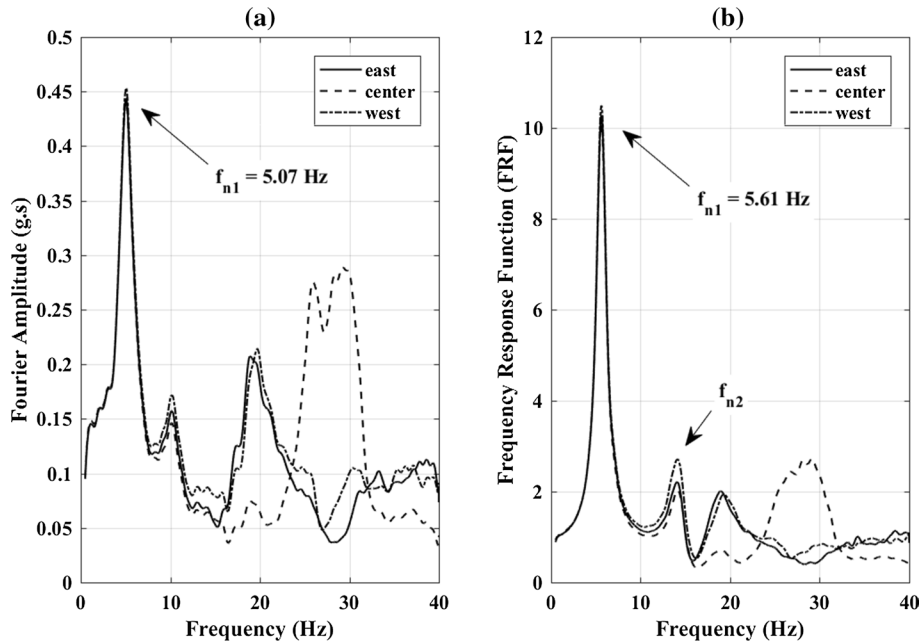 (a)
Fourier Amplitude (g.s)
0.5
0.45
0.4
0.35
0.3
0.25
0.2
0.15
0.1
0.05
0
0 10 20 30 40
Frequency (Hz)
east
center
west
fn1 = 5.07 Hz
(b)
Frequency Response Function (FRF)
12
10
8
6
4
2
0
0 10 20 30 40
Frequency (Hz)
east
center
west
fn1 = 5.61 Hz
fn2